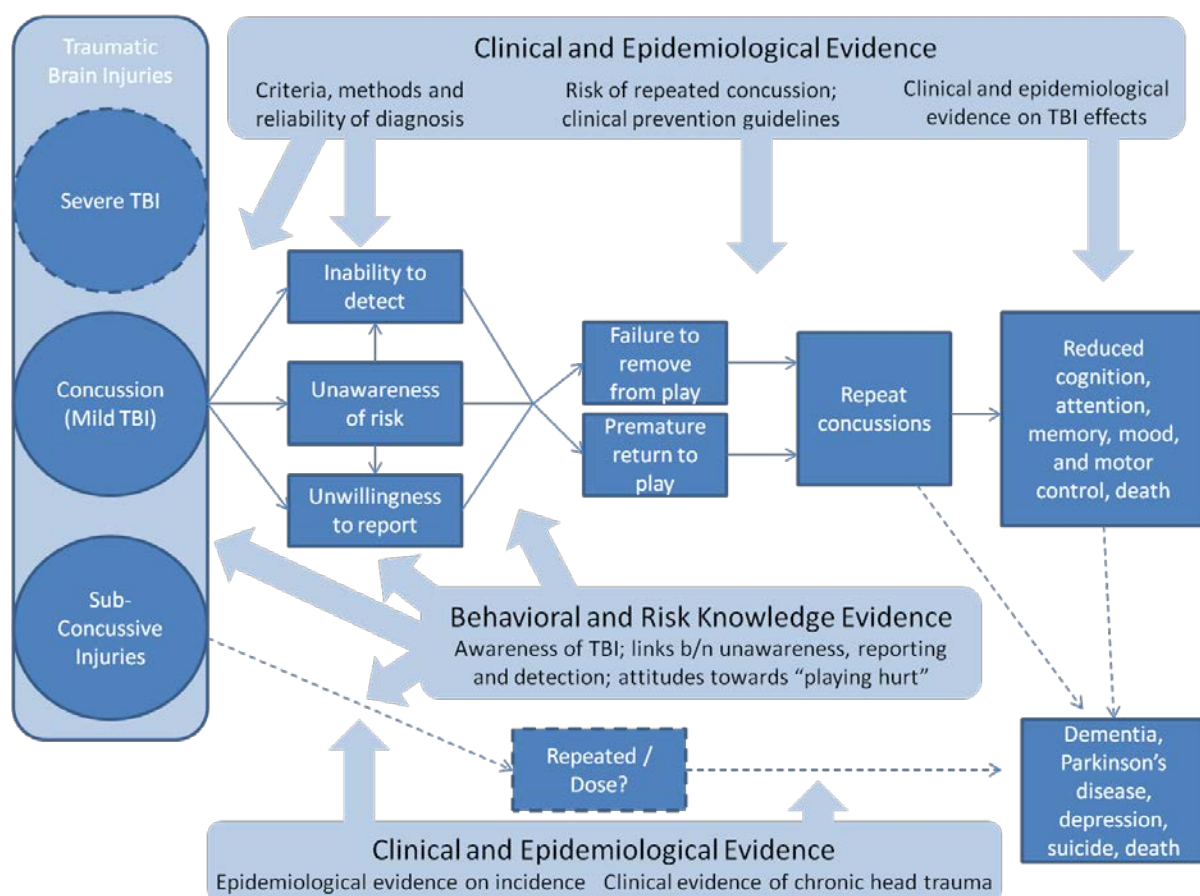 Traumatic
Brain Injuries
Severe TBI
Concussion
(Mild TBI)
Sub-
Concussive
Injuries
Clinical and Epidemiological Evidence
Criteria, methods and
reliability of diagnosis
Risk of repeated concussion;
clinical prevention guidelines
Clinical and epidemiological
evidence on TBI effects
Inability to
detect
Unawareness
of risk
Unwillingness
to report
Failure to
remove
from play
Premature
return to
play
Repeat
concussions
Reduced
cognition,
attention,
memory, mood,
and motor
control, death
Behavioral and Risk Knowledge Evidence
Awareness of TBI; links b/n unawareness, reporting
and detection; attitudes towards “playing hurt”
Repeated /
Dose?
Dementia,
Parkinson’s
disease,
depression,
suicide, death
Clinical and Epidemiological Evidence
Epidemiological evidence on incidence
Clinical evidence of chronic head trauma